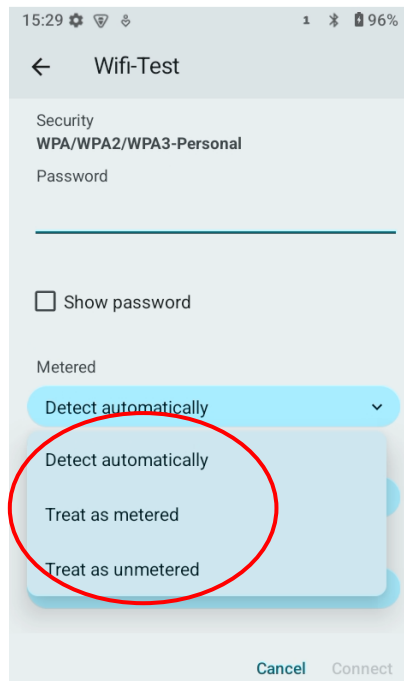 15:29 1 96%
Wifi-Test
Security
WPA/WPA2/WPA3-Personal
Password
Show password
Metered
Detect automatically
Detect automatically
Treat as metered
Treat as unmetered
Cancel Connect